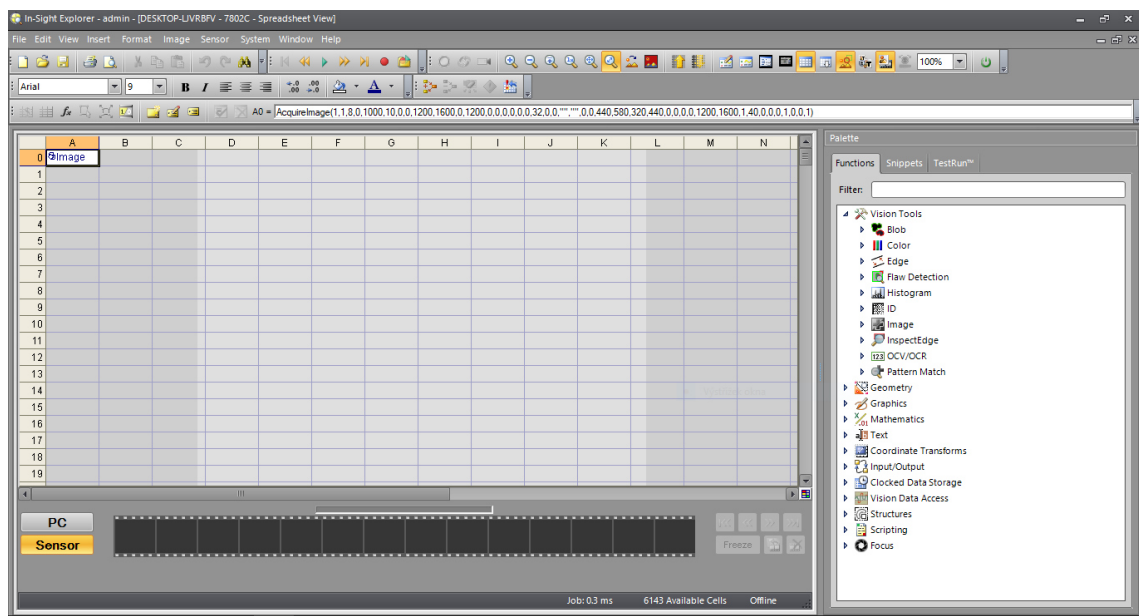 In-Sight Explorer - admin - [DESKTOP-LIVRBFV - 7802C - Spreadsheet View]
File Edit View Insert Format Image Sensor System Window Help
100%
Arial 9 B I A
fx A0 = AcquireImage(1,1,8.0,1000,10,0,0,1200,1600,0,1200,0,0,0,0,0,0.32,0,0,"","",0,0,440,580,320,440,0,0,0,0,1200,1600,1,40,0,0,0,1,0,0,1)
A B C D E F G H I J K L M N
0 Image
1
2
3
4
5
6
7
8
9
10
11
12
13
14
15
16
17
18
19
PC
Sensor
Freeze
Job: 0.3 ms 6143 Available Cells Offline
Palette
Functions Snippets TestRun™
Filter:
Vision Tools
Blob
Color
Edge
Flaw Detection
Histogram
ID
Image
InspectEdge
123 OCV/OCR
Pattern Match
Geometry
Graphics
Mathematics
Text
Coordinate Transforms
Input/Output
Clocked Data Storage
Vision Data Access
Structures
Scripting
Focus